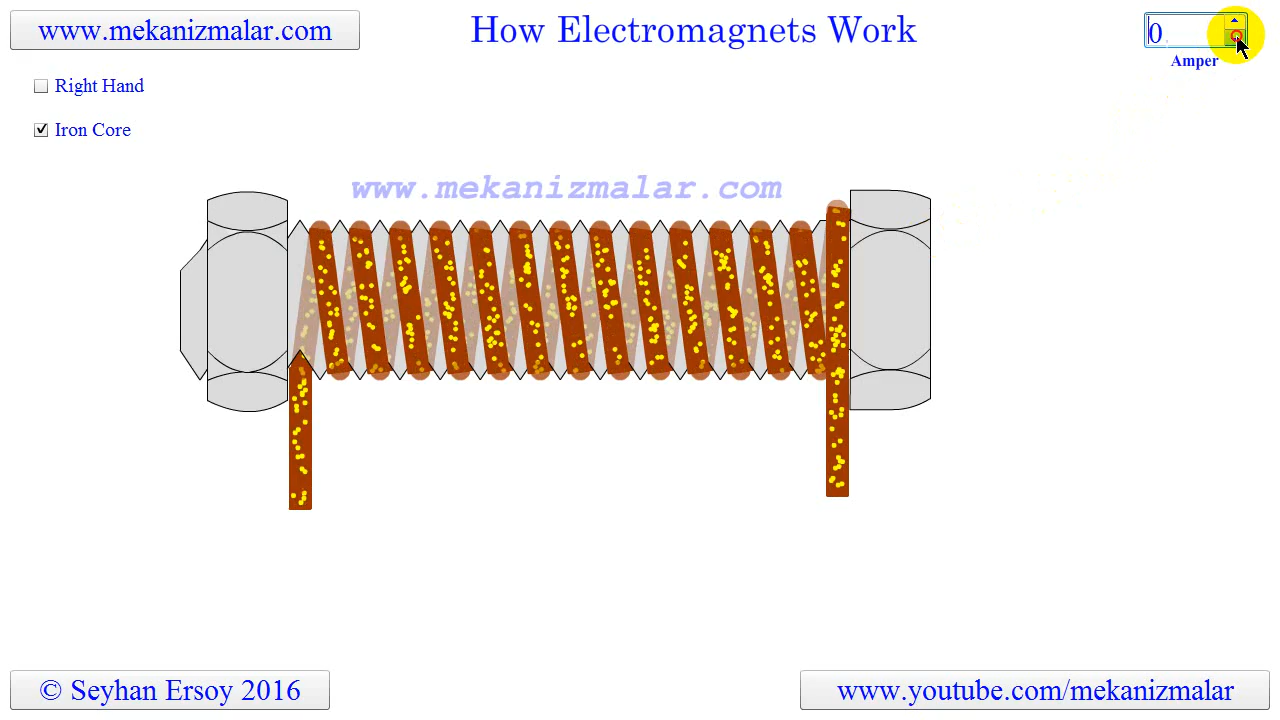 www.mekanizmalar.com
How Electromagnets Work
0
Amper
Right Hand
Iron Core
www.mekanizmalar.com
© Seyhan Ersoy 2016
www.youtube.com/mekanizmalar